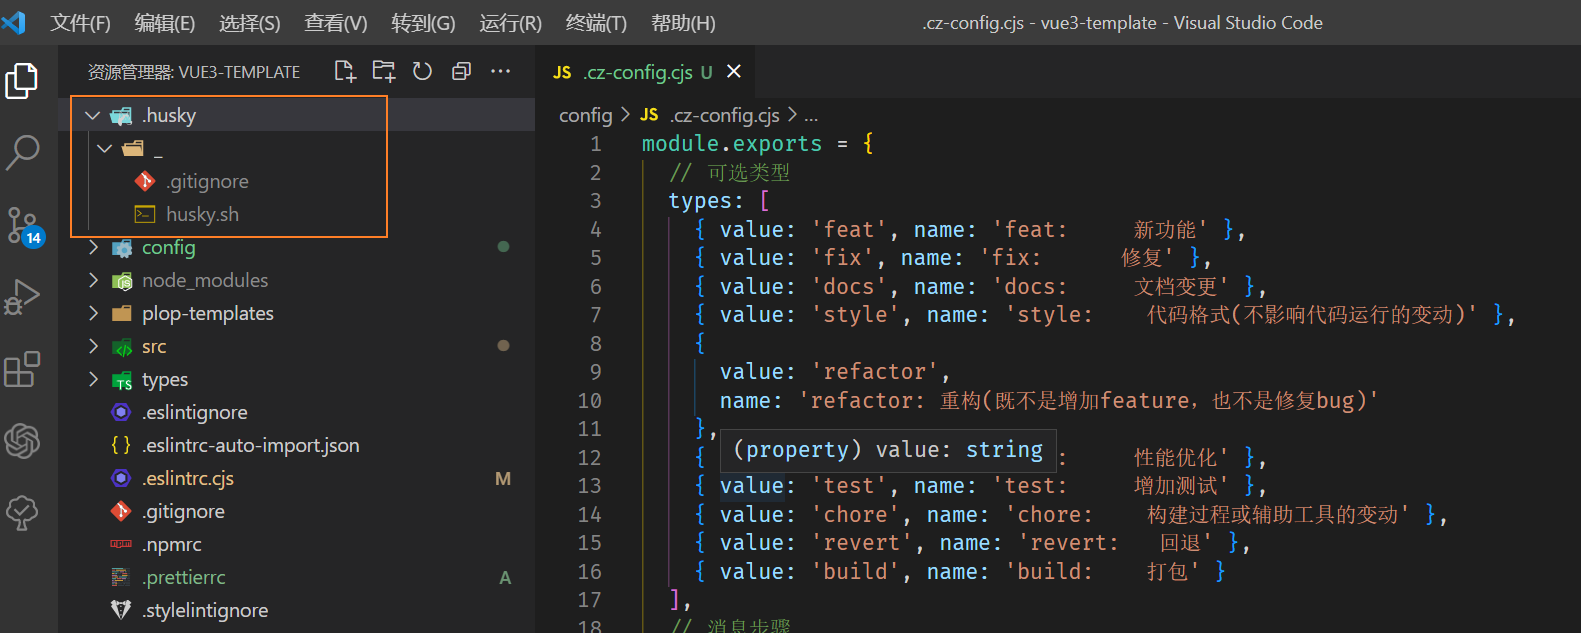 文件(F) 编辑(E) 选择(S) 查看(V) 转到(G) 运行(R) 终端(T) 帮助(H) .cz-config.cjs - vue3-template - Visual Studio Code
资源管理器: VUE3-TEMPLATE
.husky
_
.gitignore
husky.sh
config
node_modules
plop-templates
src
types
.eslintignore
.eslintrc-auto-import.json
.eslintrc.cjs M
.gitignore
.npmrc
.prettierrc A
.stylelintignore
14
JS .cz-config.cjs U
config > JS .cz-config.cjs > ...
1 module.exports = {
2 // 可选类型
3 types: [
4 { value: 'feat', name: 'feat: 新功能' },
5 { value: 'fix', name: 'fix: 修复' },
6 { value: 'docs', name: 'docs: 文档变更' },
7 { value: 'style', name: 'style: 代码格式(不影响代码运行的变动)' },
8 {
9 value: 'refactor',
10 name: 'refactor: 重构(既不是增加feature，也不是修复bug)'
11 },
(property) value: string
12 { : 性能优化' },
13 { value: 'test', name: 'test: 增加测试' },
14 { value: 'chore', name: 'chore: 构建过程或辅助工具的变动' },
15 { value: 'revert', name: 'revert: 回退' },
16 { value: 'build', name: 'build: 打包' }
17 ],
18 // 消息步骤